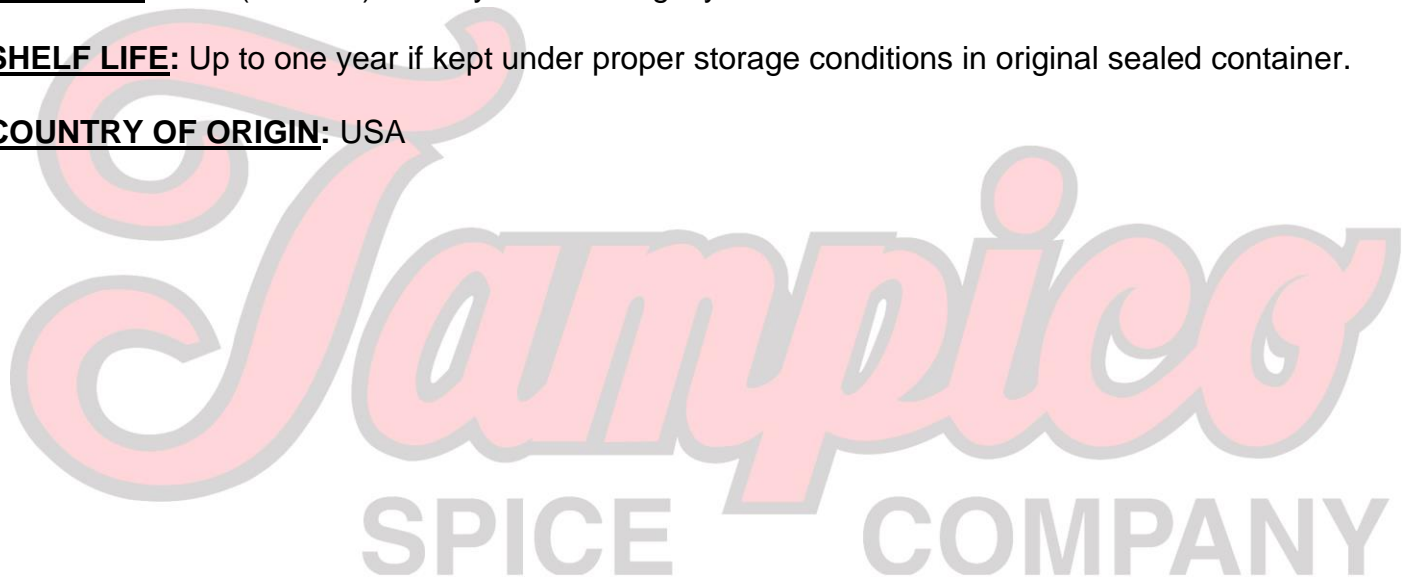 SHELF LIFE: Up to one year if kept under proper storage conditions in original sealed container.
COUNTRY OF ORIGIN: USA
Tampico
SPICE COMPANY